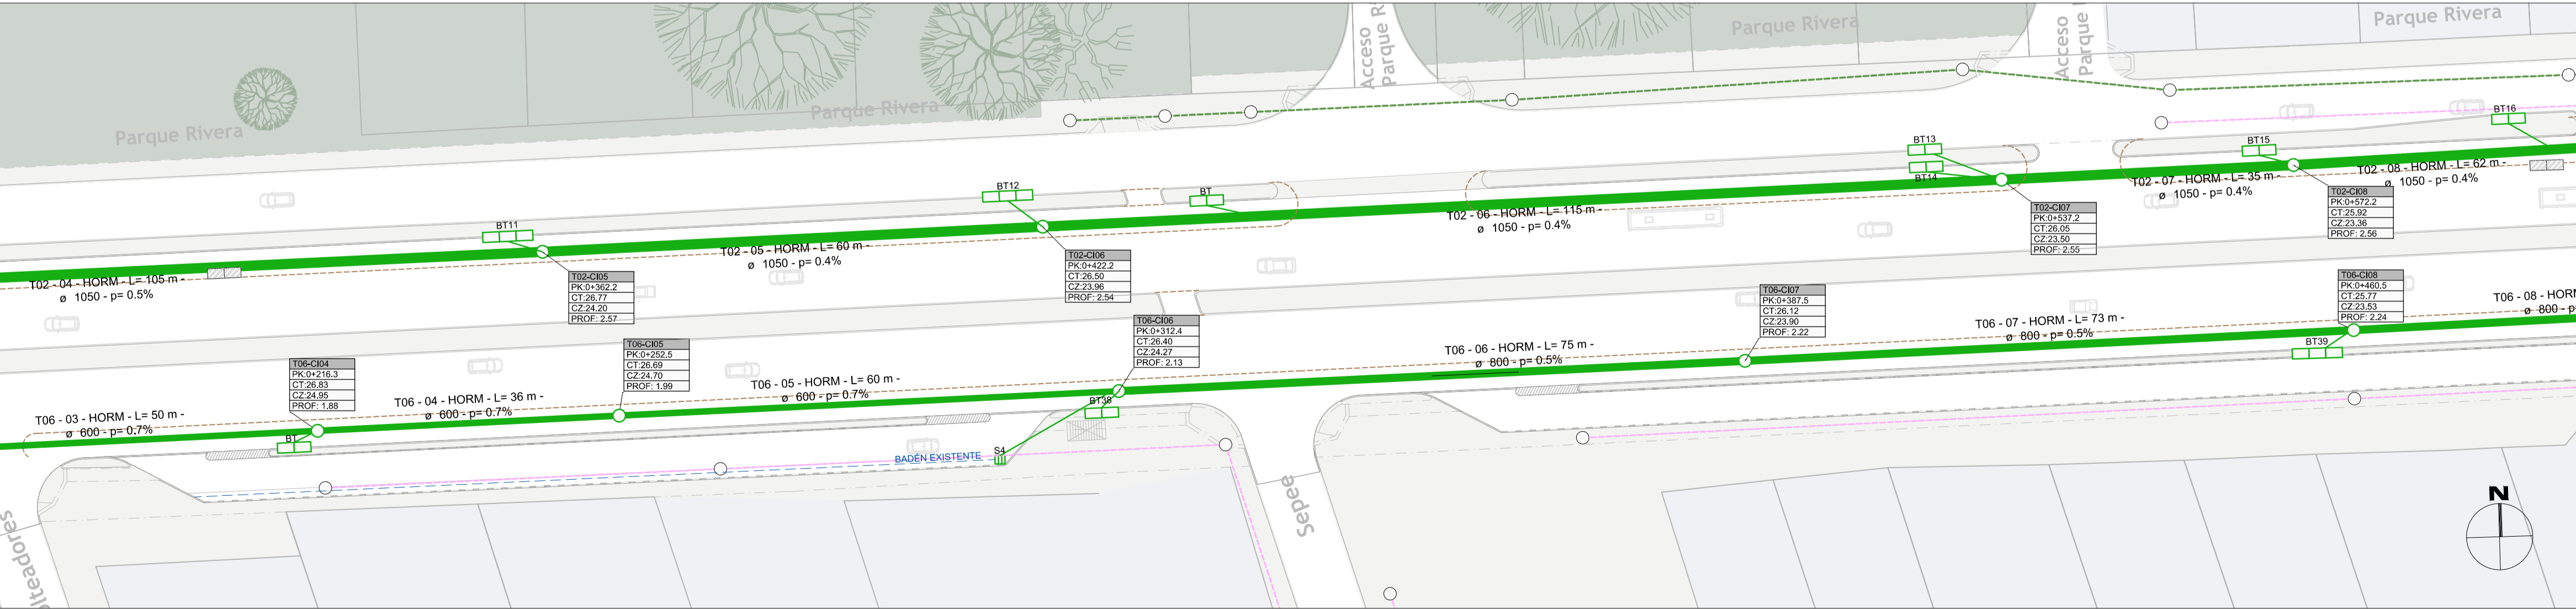 Parque Rivera
Parque Rivera
Acceso
Parque R
Parque Rivera
Acceso
Parque
Parque Rivera
BT11
BT12
BT
BT13
BT14
BT15
BT16
T02 - 04 - HORM - L= 105 m -
ø 1050 - p= 0.5%
T02 - 05 - HORM - L= 60 m -
ø 1050 - p= 0.4%
T02 - 06 - HORM - L= 115 m -
ø 1050 - p= 0.4%
T02 - 07 - HORM - L= 35 m -
ø 1050 - p= 0.4%
T02 - 08 - HORM - L= 62 m -
ø 1050 - p= 0.4%
T02-CI05
PK:0+362.2
CT:26.77
CZ:24.20
PROF: 2.57
T02-CI06
PK:0+422.2
CT:26.50
CZ:23.96
PROF: 2.54
T02-CI07
PK:0+537.2
CT:26.05
CZ:23.50
PROF: 2.55
T02-CI08
PK:0+572.2
CT:25.92
CZ:23.36
PROF: 2.56
T06-CI04
PK:0+216.3
CT:26.83
CZ:24.95
PROF: 1.88
T06-CI05
PK:0+252.5
CT:26.69
CZ:24.70
PROF: 1.99
T06-CI06
PK:0+312.4
CT:26.40
CZ:24.27
PROF: 2.13
T06-CI07
PK:0+387.5
CT:26.12
CZ:23.90
PROF: 2.22
T06-CI08
PK:0+460.5
CT:25.77
CZ:23.53
PROF: 2.24
T06 - 03 - HORM - L= 50 m -
ø 600 - p= 0.7%
T06 - 04 - HORM - L= 36 m -
ø 600 - p= 0.7%
T06 - 05 - HORM - L= 60 m -
ø 600 - p= 0.7%
T06 - 06 - HORM - L= 75 m -
ø 800 - p= 0.5%
T06 - 07 - HORM - L= 73 m -
ø 800 - p= 0.5%
T06 - 08 - HORM
ø 800 - p
BT
BT38
BT39
S4
BADÉN EXISTENTE
olteadores
Sepee
N